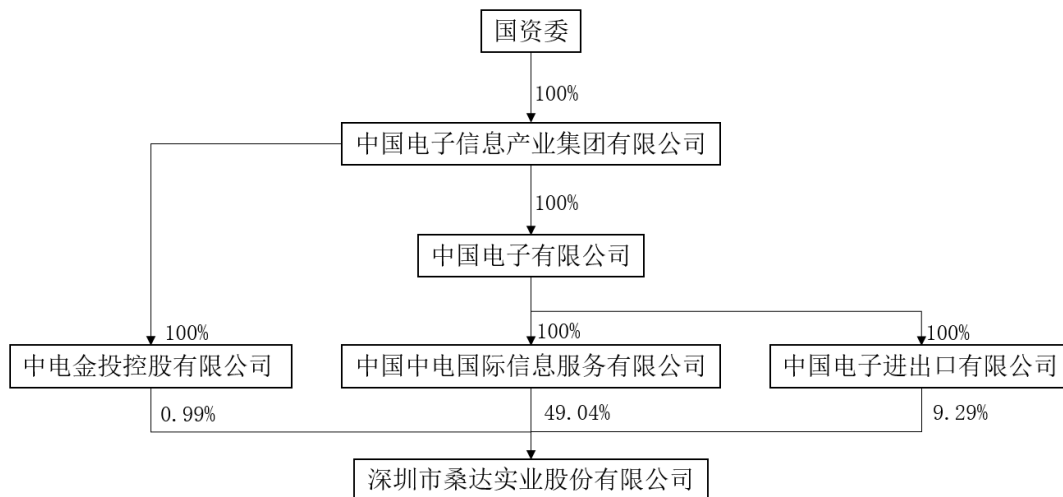 国资委
100%
中国电子信息产业集团有限公司
100%
中国电子有限公司
100%
100%
100%
中电金投控股有限公司
中国中电国际信息服务有限公司
中国电子进出口有限公司
0.99%
49.04%
9.29%
深圳市桑达实业股份有限公司